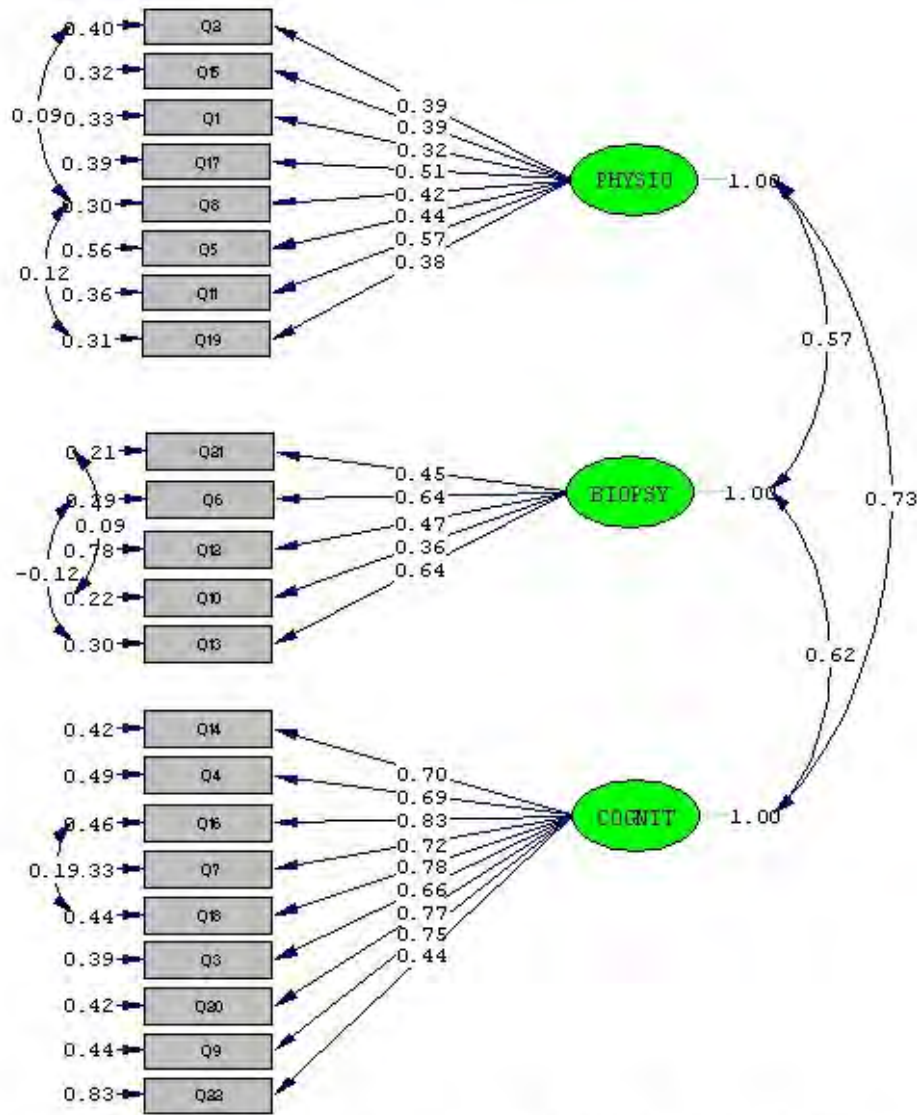 0.40 Q2
0.32 Q15
0.09 0.33 Q1
0.39 Q17
0.30 Q8
0.56 Q5
0.12
0.36 Q11
0.31 Q19
0.39
0.39
0.32
0.51
0.42
0.44
0.57
0.38
PHYSIO 1.00
0.57
0.21 Q21
Q6
0.09
0.78 Q12
-0.12
0.22 Q10
0.30 Q13
0.45
0.64
0.47
0.36
0.64
BIOPSY 1.00
0.73
0.62
0.42 Q14
0.49 Q4
0.46 Q16
0.19.33 Q7
0.44 Q18
0.39 Q3
0.42 Q20
0.44 Q9
0.83 Q22
0.70
0.69
0.83
0.72
0.78
0.66
0.77
0.75
0.44
COGNIT 1.00